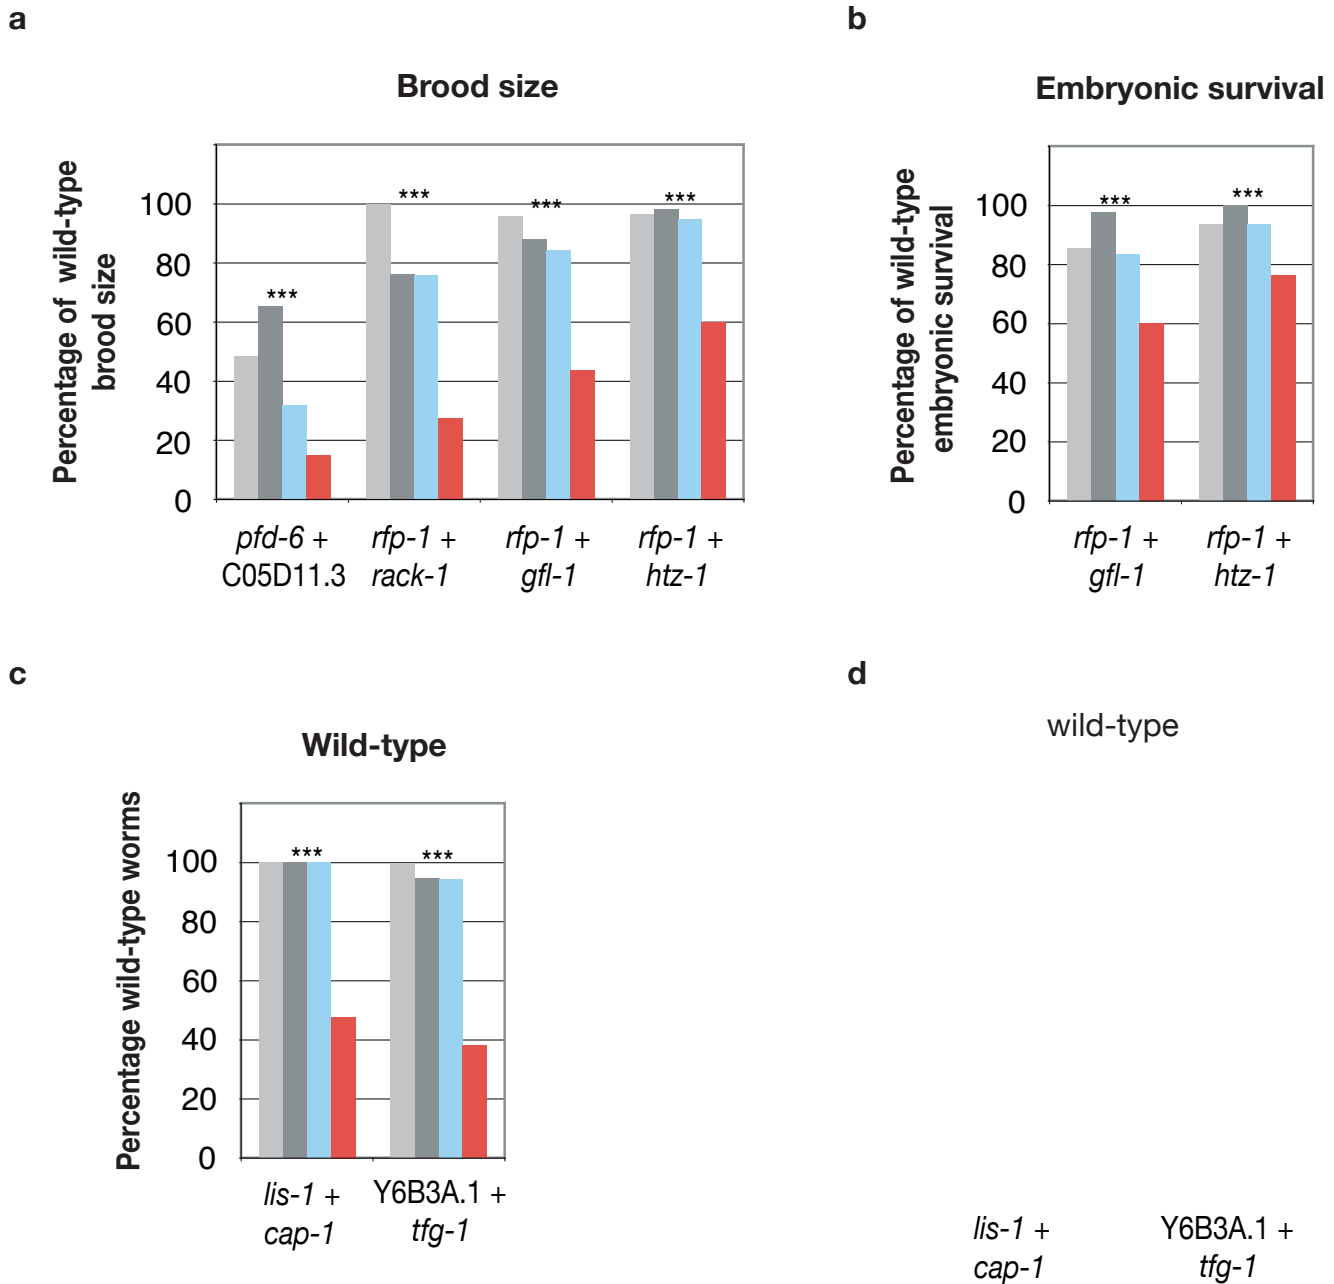 a
Brood size
Percentage of wild-type
brood size
100
80
60
40
20
0
***
***
***
***
pfd-6 +
C05D11.3
rfp-1 +
rack-1
rfp-1 +
gfl-1
rfp-1 +
htz-1
b
Embryonic survival
Percentage of wild-type
embryonic survival
100
80
60
40
20
0
***
***
rfp-1 +
gfl-1
rfp-1 +
htz-1
c
Wild-type
Percentage wild-type worms
100
80
60
40
20
0
***
***
lis-1 +
cap-1
Y6B3A.1 +
tfg-1
d
wild-type
lis-1 +
cap-1
Y6B3A.1 +
tfg-1